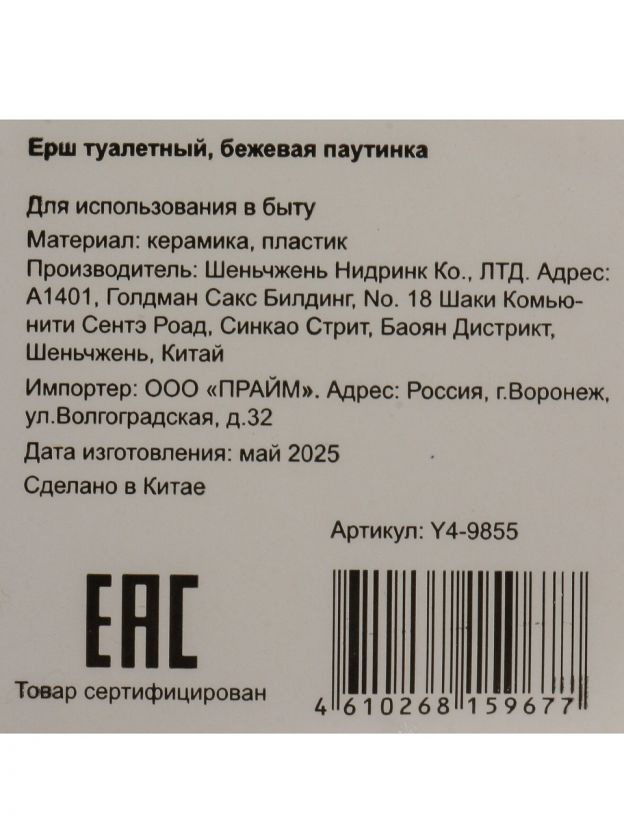 Ерш туалетный, бежевая паутинка
Для использования в быту
Материал: керамика, пластик
Производитель: Шеньчжень Нидринк Ко., ЛТД. Адрес:
А1401, Голдман Сакс Билдинг, No. 18 Шаки Комью-
нити Сентэ Роад, Синкао Стрит, Баоян Дистрикт,
Шеньчжень, Китай
Импортер: ООО «ПРАЙМ». Адрес: Россия, г.Воронеж,
ул.Волгоградская, д.32
Дата изготовления: май 2025
Сделано в Китае
Артикул: Y4-9855
ЕАС
Товар сертифицирован
4 610268 159677